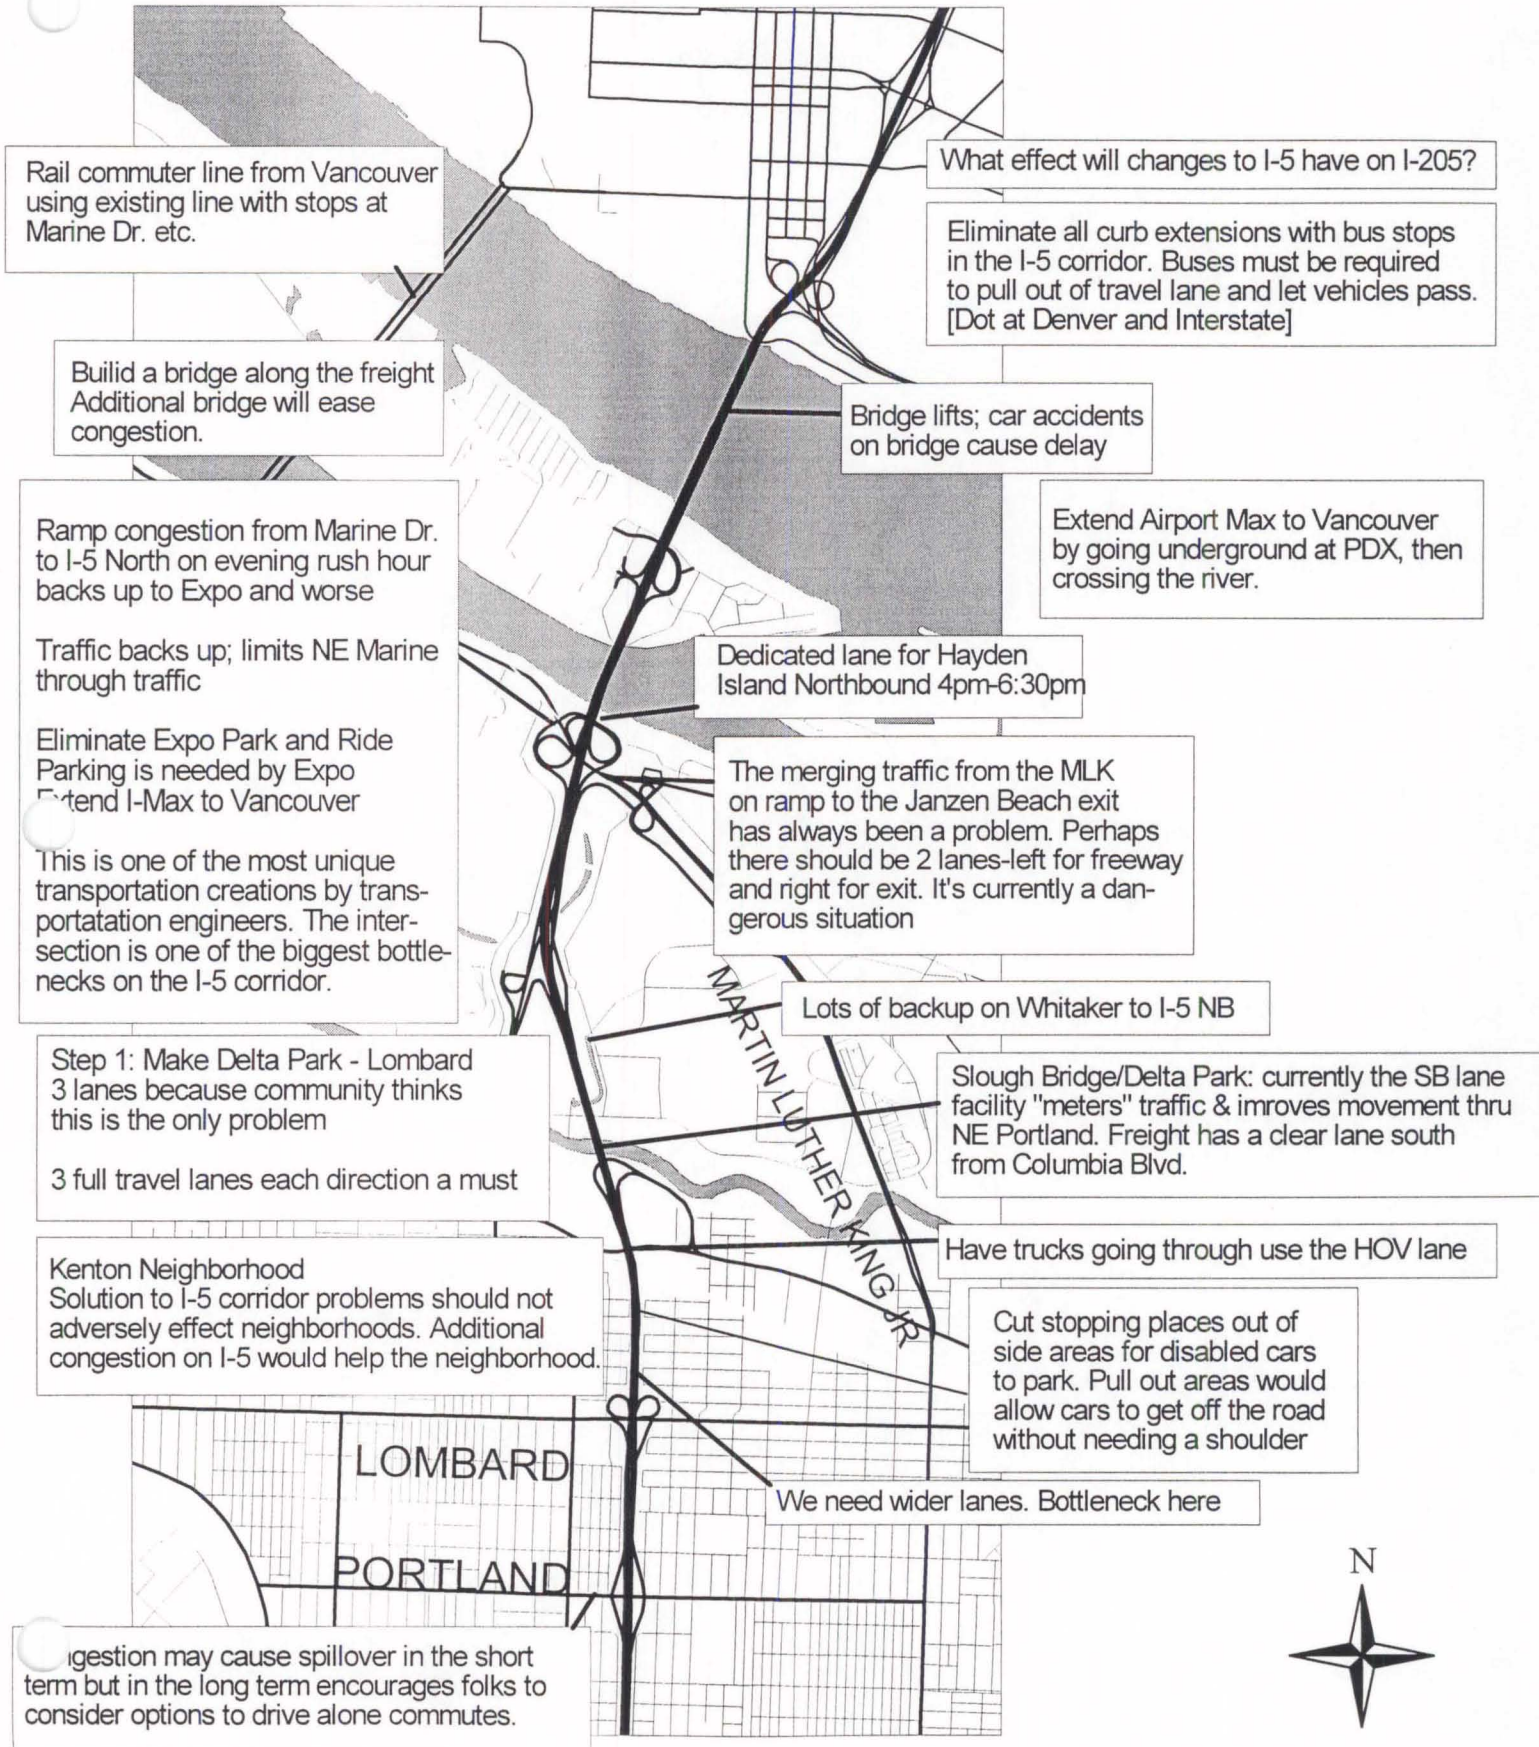 Rail commuter line from Vancouver
using existing line with stops at
Marine Dr. etc.
What effect will changes to I-5 have on I-205?
Eliminate all curb extensions with bus stops
in the I-5 corridor. Buses must be required
to pull out of travel lane and let vehicles pass.
[Dot at Denver and Interstate]
Builid a bridge along the freight
Additional bridge will ease
congestion.
Bridge lifts; car accidents
on bridge cause delay
Extend Airport Max to Vancouver
by going underground at PDX, then
crossing the river.
Ramp congestion from Marine Dr.
to I-5 North on evening rush hour
backs up to Expo and worse
Traffic backs up; limits NE Marine
through traffic
Eliminate Expo Park and Ride
Parking is needed by Expo
tend I-Max to Vancouver
This is one of the most unique
transportation creations by trans-
portatation engineers. The inter-
section is one of the biggest bottle-
necks on the I-5 corridor.
Dedicated lane for Hayden
Island Northbound 4pm-6:30pm
The merging traffic from the MLK
on ramp to the Janzen Beach exit
has always been a problem. Perhaps
there should be 2 lanes-left for freeway
and right for exit. It's currently a dan-
gerous situation
MARTIN LUTHER KING JR
Lots of backup on Whitaker to I-5 NB
Step 1: Make Delta Park - Lombard
3 lanes because community thinks
this is the only problem
3 full travel lanes each direction a must
Slough Bridge/Delta Park: currently the SB lane
facility "meters" traffic & imroves movement thru
NE Portland. Freight has a clear lane south
from Columbia Blvd.
Have trucks going through use the HOV lane
Kenton Neighborhood
Solution to I-5 corridor problems should not
adversely effect neighborhoods. Additional
congestion on I-5 would help the neighborhood.
Cut stopping places out of
side areas for disabled cars
to park. Pull out areas would
allow cars to get off the road
without needing a shoulder
LOMBARD
We need wider lanes. Bottleneck here
PORTLAND
N
gestion may cause spillover in the short
term but in the long term encourages folks to
consider options to drive alone commutes.